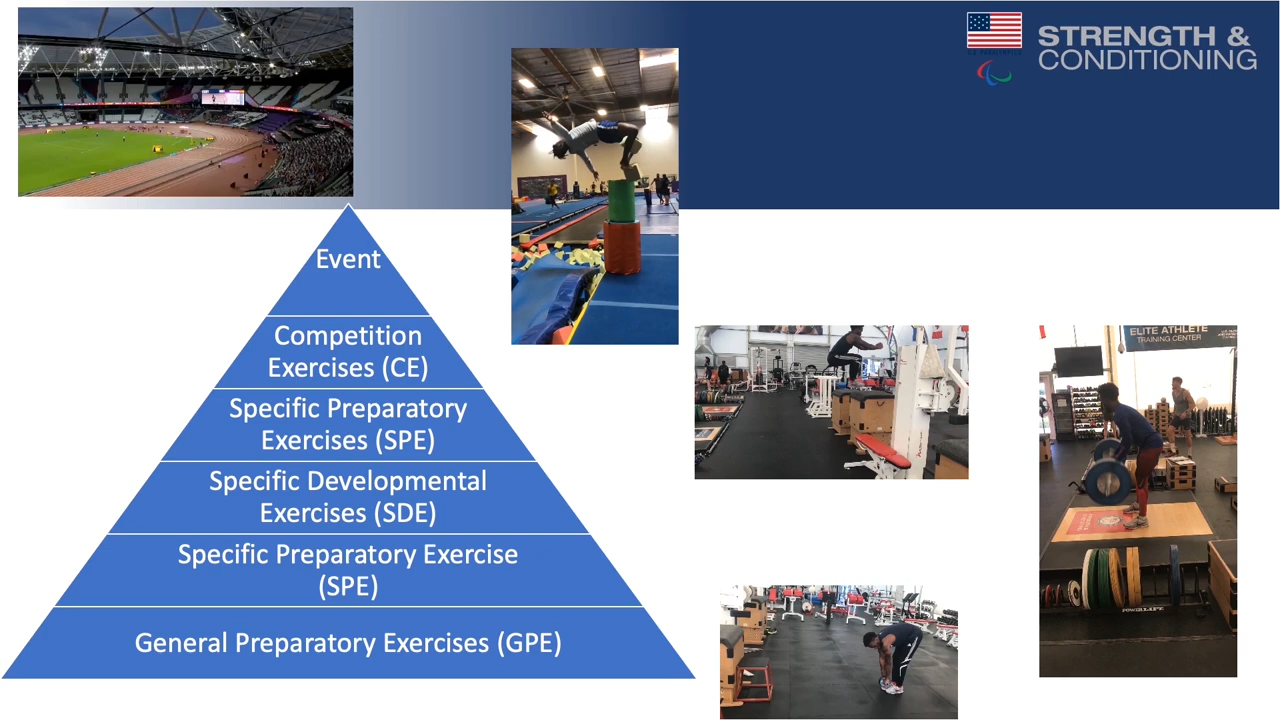 STRENGTH &
CONDITIONING
Event
Competition
Exercises (CE)
Specific Preparatory
Exercises (SPE)
Specific Developmental
Exercises (SDE)
Specific Preparatory Exercise
(SPE)
General Preparatory Exercises (GPE)
ELITE ATHLETE
TRAINING CENTER
POWERLIFT